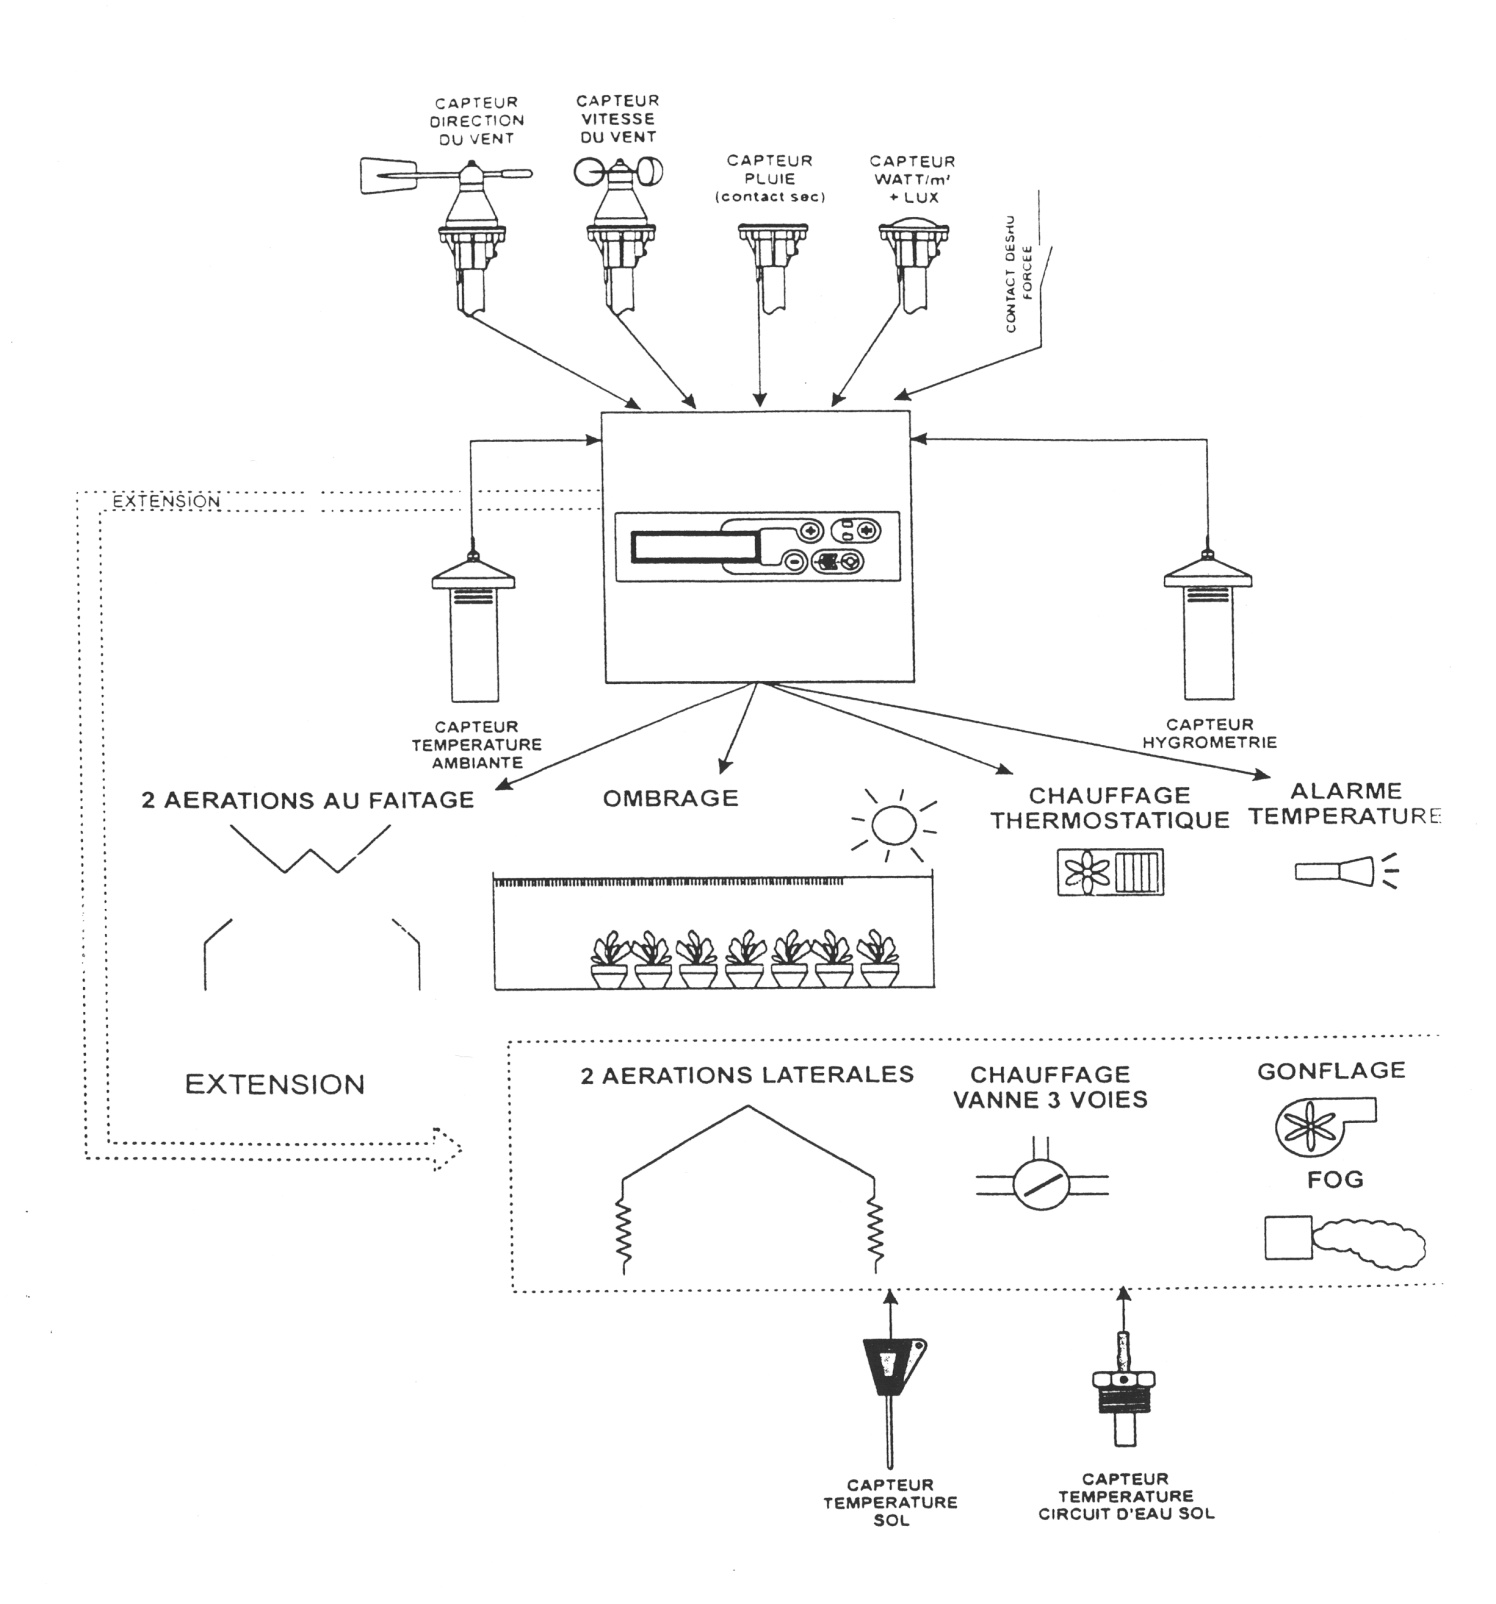 CAPTEUR
DIRECTION
DU VENT
CAPTEUR
VITESSE
DU VENT
CAPTEUR
PLUIE
(contact sec)
CAPTEUR
WATT/m²
+ LUX
CONTACT DESHU
FORCEE
EXTENSION
CAPTEUR
TEMPERATURE
AMBIANTE
CAPTEUR
HYGROMETRIE
2 AERATIONS AU FAITAGE
OMBRAGE
CHAUFFAGE
THERMOSTATIQUE
ALARME
TEMPERATURE
EXTENSION
2 AERATIONS LATERALES
CHAUFFAGE
VANNE 3 VOIES
GONFLAGE
FOG
CAPTEUR
TEMPERATURE
SOL
CAPTEUR
TEMPERATURE
CIRCUIT D'EAU SOL